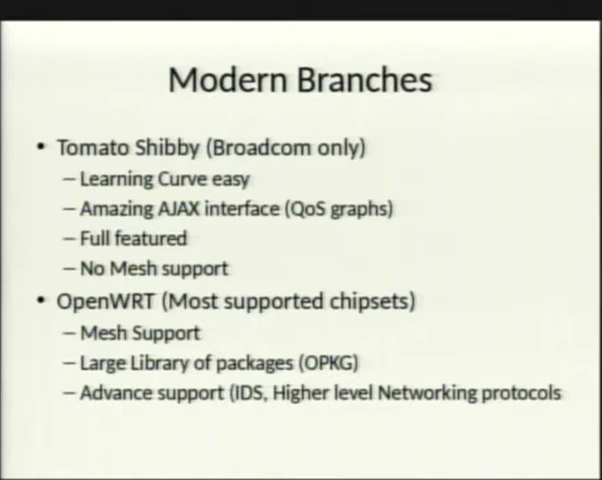 Modern Branches
• Tomato Shibby (Broadcom only)
– Learning Curve easy
– Amazing AJAX interface (QoS graphs)
– Full featured
– No Mesh support
• OpenWRT (Most supported chipsets)
– Mesh Support
– Large Library of packages (OPKG)
– Advance support (IDS, Higher level Networking protocols